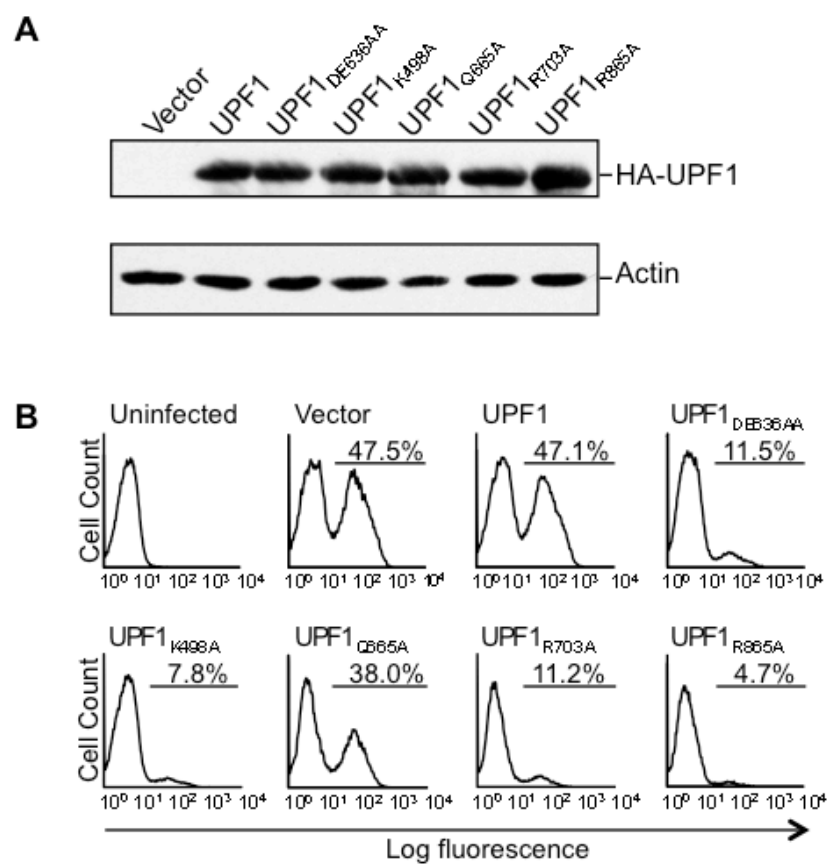 A
Vector UPF1 UPF1DE636AA UPF1K498A UPF1Q665A UPF1R703A UPF1R865A
HA-UPF1
Actin
B
Uninfected Vector UPF1 UPF1DE636AA
47.5% 47.1% 11.5%
Cell Count
10⁰ 10¹ 10² 10³ 10⁴ 10⁰ 10¹ 10² 10³ 10⁴ 10⁰ 10¹ 10² 10³ 10⁴ 10⁰ 10¹ 10² 10³ 10⁴
UPF1K498A UPF1Q665A UPF1R703A UPF1R865A
7.8% 38.0% 11.2% 4.7%
Cell Count
10⁰ 10¹ 10² 10³ 10⁴ 10⁰ 10¹ 10² 10³ 10⁴ 10⁰ 10¹ 10² 10³ 10⁴ 10⁰ 10¹ 10² 10³ 10⁴
Log fluorescence